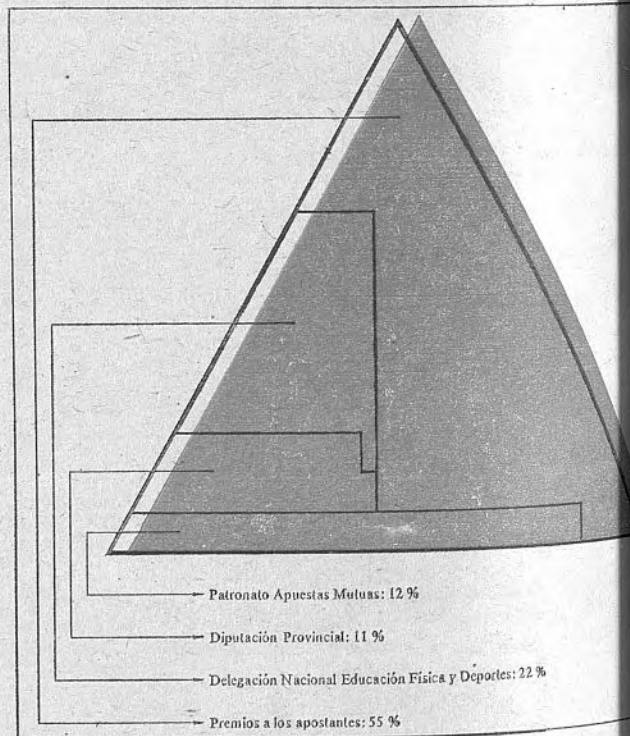 Patronato Apuestas Mutuas: 12 %
Diputación Provincial: 11 %
Delegación Nacional Educación Física y Deportes: 22 %
Premios a los apostantes: 55 %